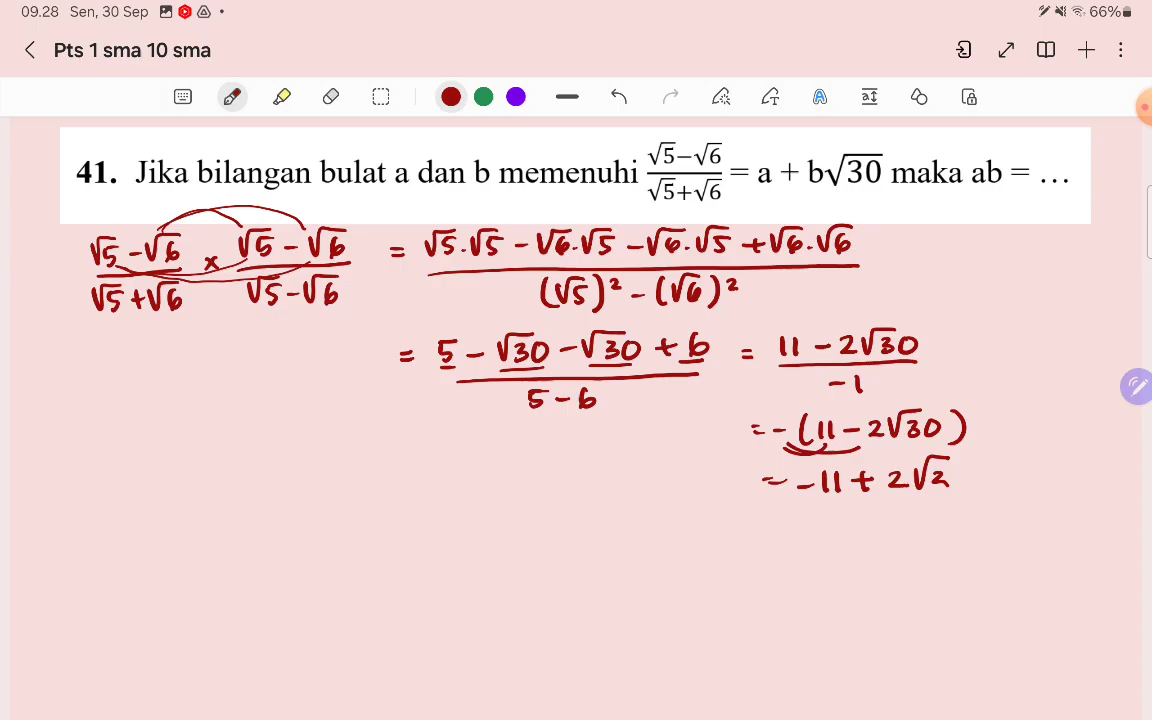 09.28 Sen, 30 Sep
66%
Pts 1 sma 10 sma
41. Jika bilangan bulat a dan b memenuhi (√5−√6)/(√5+√6) = a + b√30 maka ab = …
(√5 − √6)/(√5 + √6) × (√5 − √6)/(√5 − √6) = (√5.√5 − √6.√5 − √6.√5 + √6.√6)/((√5)² − (√6)²)
= (5 − √30 − √30 + 6)/(5 − 6) = (11 − 2√30)/(−1)
= −(11 − 2√30)
= −11 + 2√2